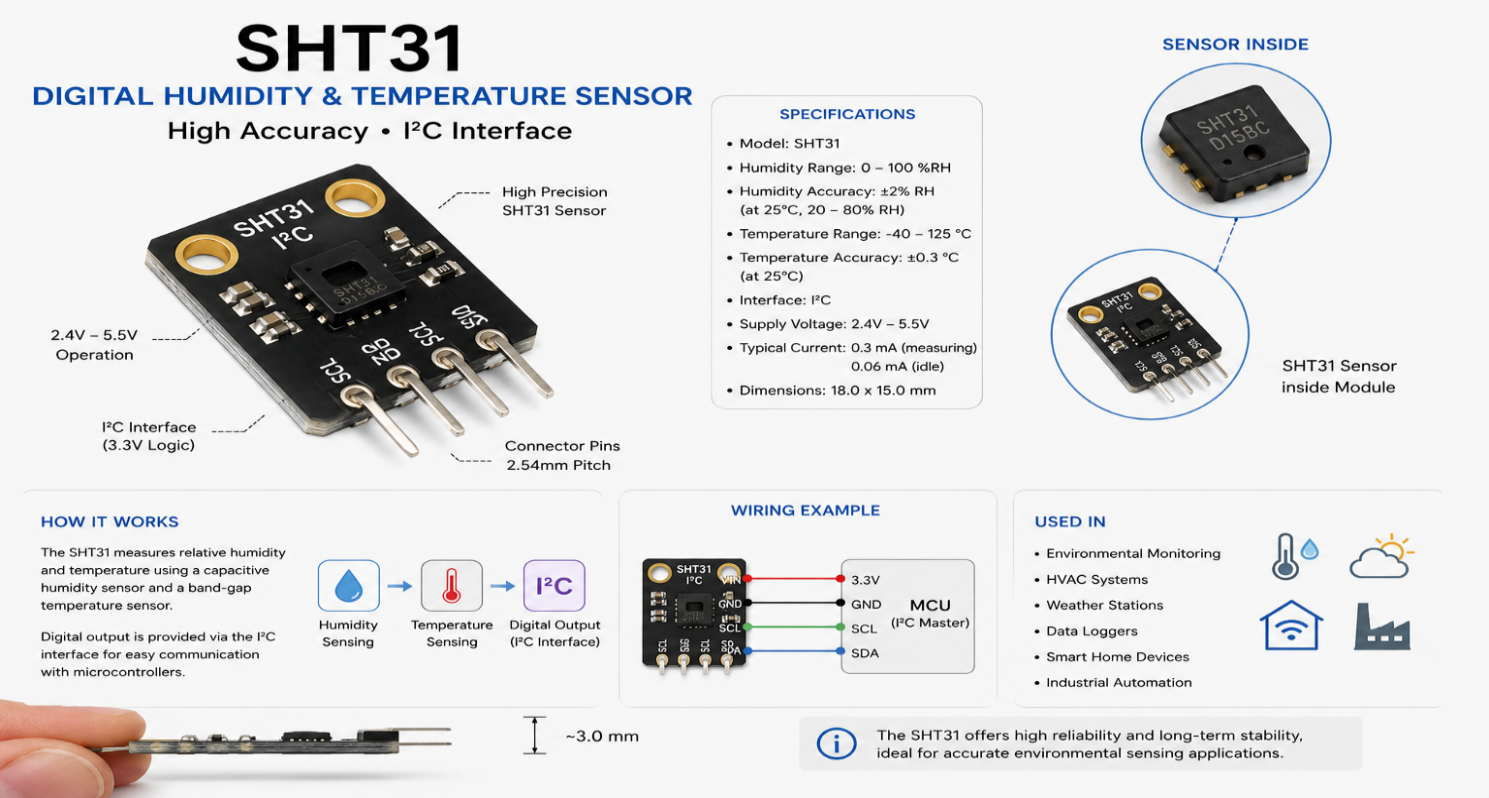 SHT31
DIGITAL HUMIDITY & TEMPERATURE SENSOR
High Accuracy • I²C Interface
High Precision
SHT31 Sensor
SHT31
I²C
SHT31
D15BC
SCL
GD
ND
SCL
2.4V – 5.5V
Operation
I²C Interface
(3.3V Logic)
Connector Pins
2.54mm Pitch
SPECIFICATIONS
• Model: SHT31
• Humidity Range: 0 – 100 %RH
• Humidity Accuracy: ±2% RH
(at 25°C, 20 – 80% RH)
• Temperature Range: -40 – 125 °C
• Temperature Accuracy: ±0.3 °C
(at 25°C)
• Interface: I²C
• Supply Voltage: 2.4V – 5.5V
• Typical Current: 0.3 mA (measuring)
0.06 mA (idle)
• Dimensions: 18.0 x 15.0 mm
SENSOR INSIDE
SHT31
D15BC
SHT31
I²C
SHT31 Sensor
inside Module
HOW IT WORKS
The SHT31 measures relative humidity
and temperature using a capacitive
humidity sensor and a band-gap
temperature sensor.
Digital output is provided via the I²C
interface for easy communication
with microcontrollers.
Humidity
Sensing
Temperature
Sensing
I²C
Digital Output
(I²C Interface)
WIRING EXAMPLE
SHT31
I²C
VIN
GND
SCL
SCL
SCL
3.3V
GND
SCL
SDA
MCU
(I²C Master)
USED IN
• Environmental Monitoring
• HVAC Systems
• Weather Stations
• Data Loggers
• Smart Home Devices
• Industrial Automation
~3.0 mm
The SHT31 offers high reliability and long-term stability,
ideal for accurate environmental sensing applications.